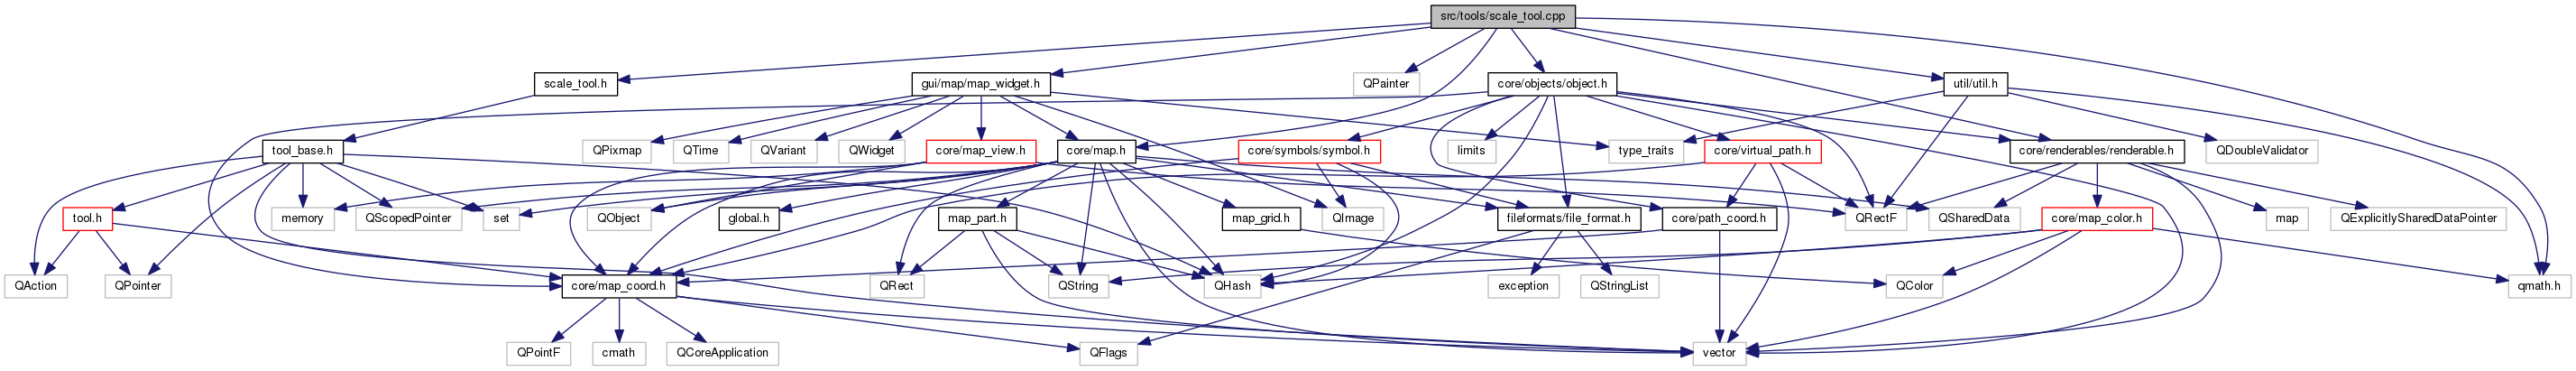 src/tools/scale_tool.cpp
scale_tool.h
gui/map/map_widget.h
QPainter
core/objects/object.h
util/util.h
tool_base.h
QPixmap
QTime
QVariant
QWidget
core/map_view.h
core/map.h
core/symbols/symbol.h
limits
type_traits
core/virtual_path.h
core/renderables/renderable.h
QDoubleValidator
tool.h
memory
QScopedPointer
set
QObject
global.h
map_part.h
map_grid.h
QImage
fileformats/file_format.h
core/path_coord.h
QRectF
QSharedData
core/map_color.h
map
QExplicitlySharedDataPointer
QAction
QPointer
core/map_coord.h
QRect
QString
QHash
exception
QStringList
QColor
qmath.h
QPointF
cmath
QCoreApplication
QFlags
vector